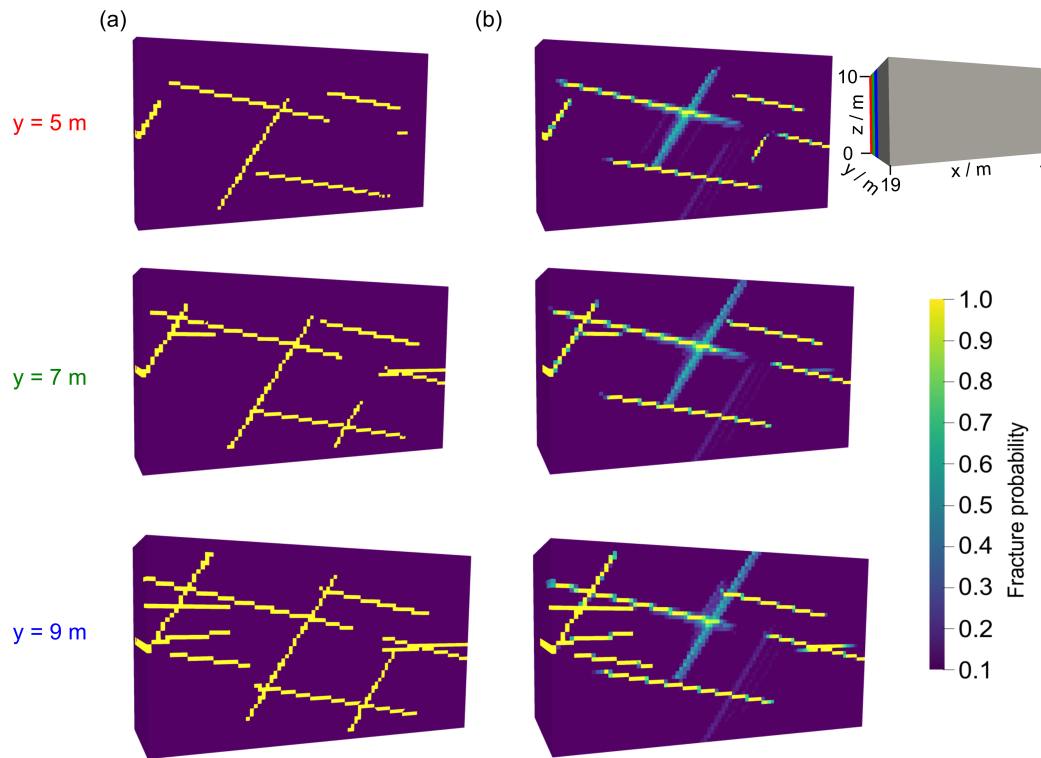 (a)
(b)
y = 5 m
10
z / m
0
y / m
19
x / m
y = 7 m
1.0
0.9
0.8
0.7
0.6
0.5
0.4
0.3
0.2
0.1
Fracture probability
y = 9 m